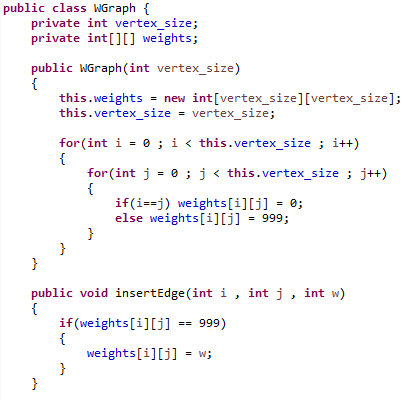 public class WGraph {
    private int vertex_size;
    private int[][] weights;

    public WGraph(int vertex_size)
    {
        this.weights = new int[vertex_size][vertex_size];
        this.vertex_size = vertex_size;

        for(int i = 0 ; i < this.vertex_size ; i++)
        {
            for(int j = 0 ; j < this.vertex_size ; j++)
            {
                if(i==j) weights[i][j] = 0;
                else weights[i][j] = 999;
            }
        }
    }

    public void insertEdge(int i , int j , int w)
    {
        if(weights[i][j] == 999)
        {
            weights[i][j] = w;
        }
    }